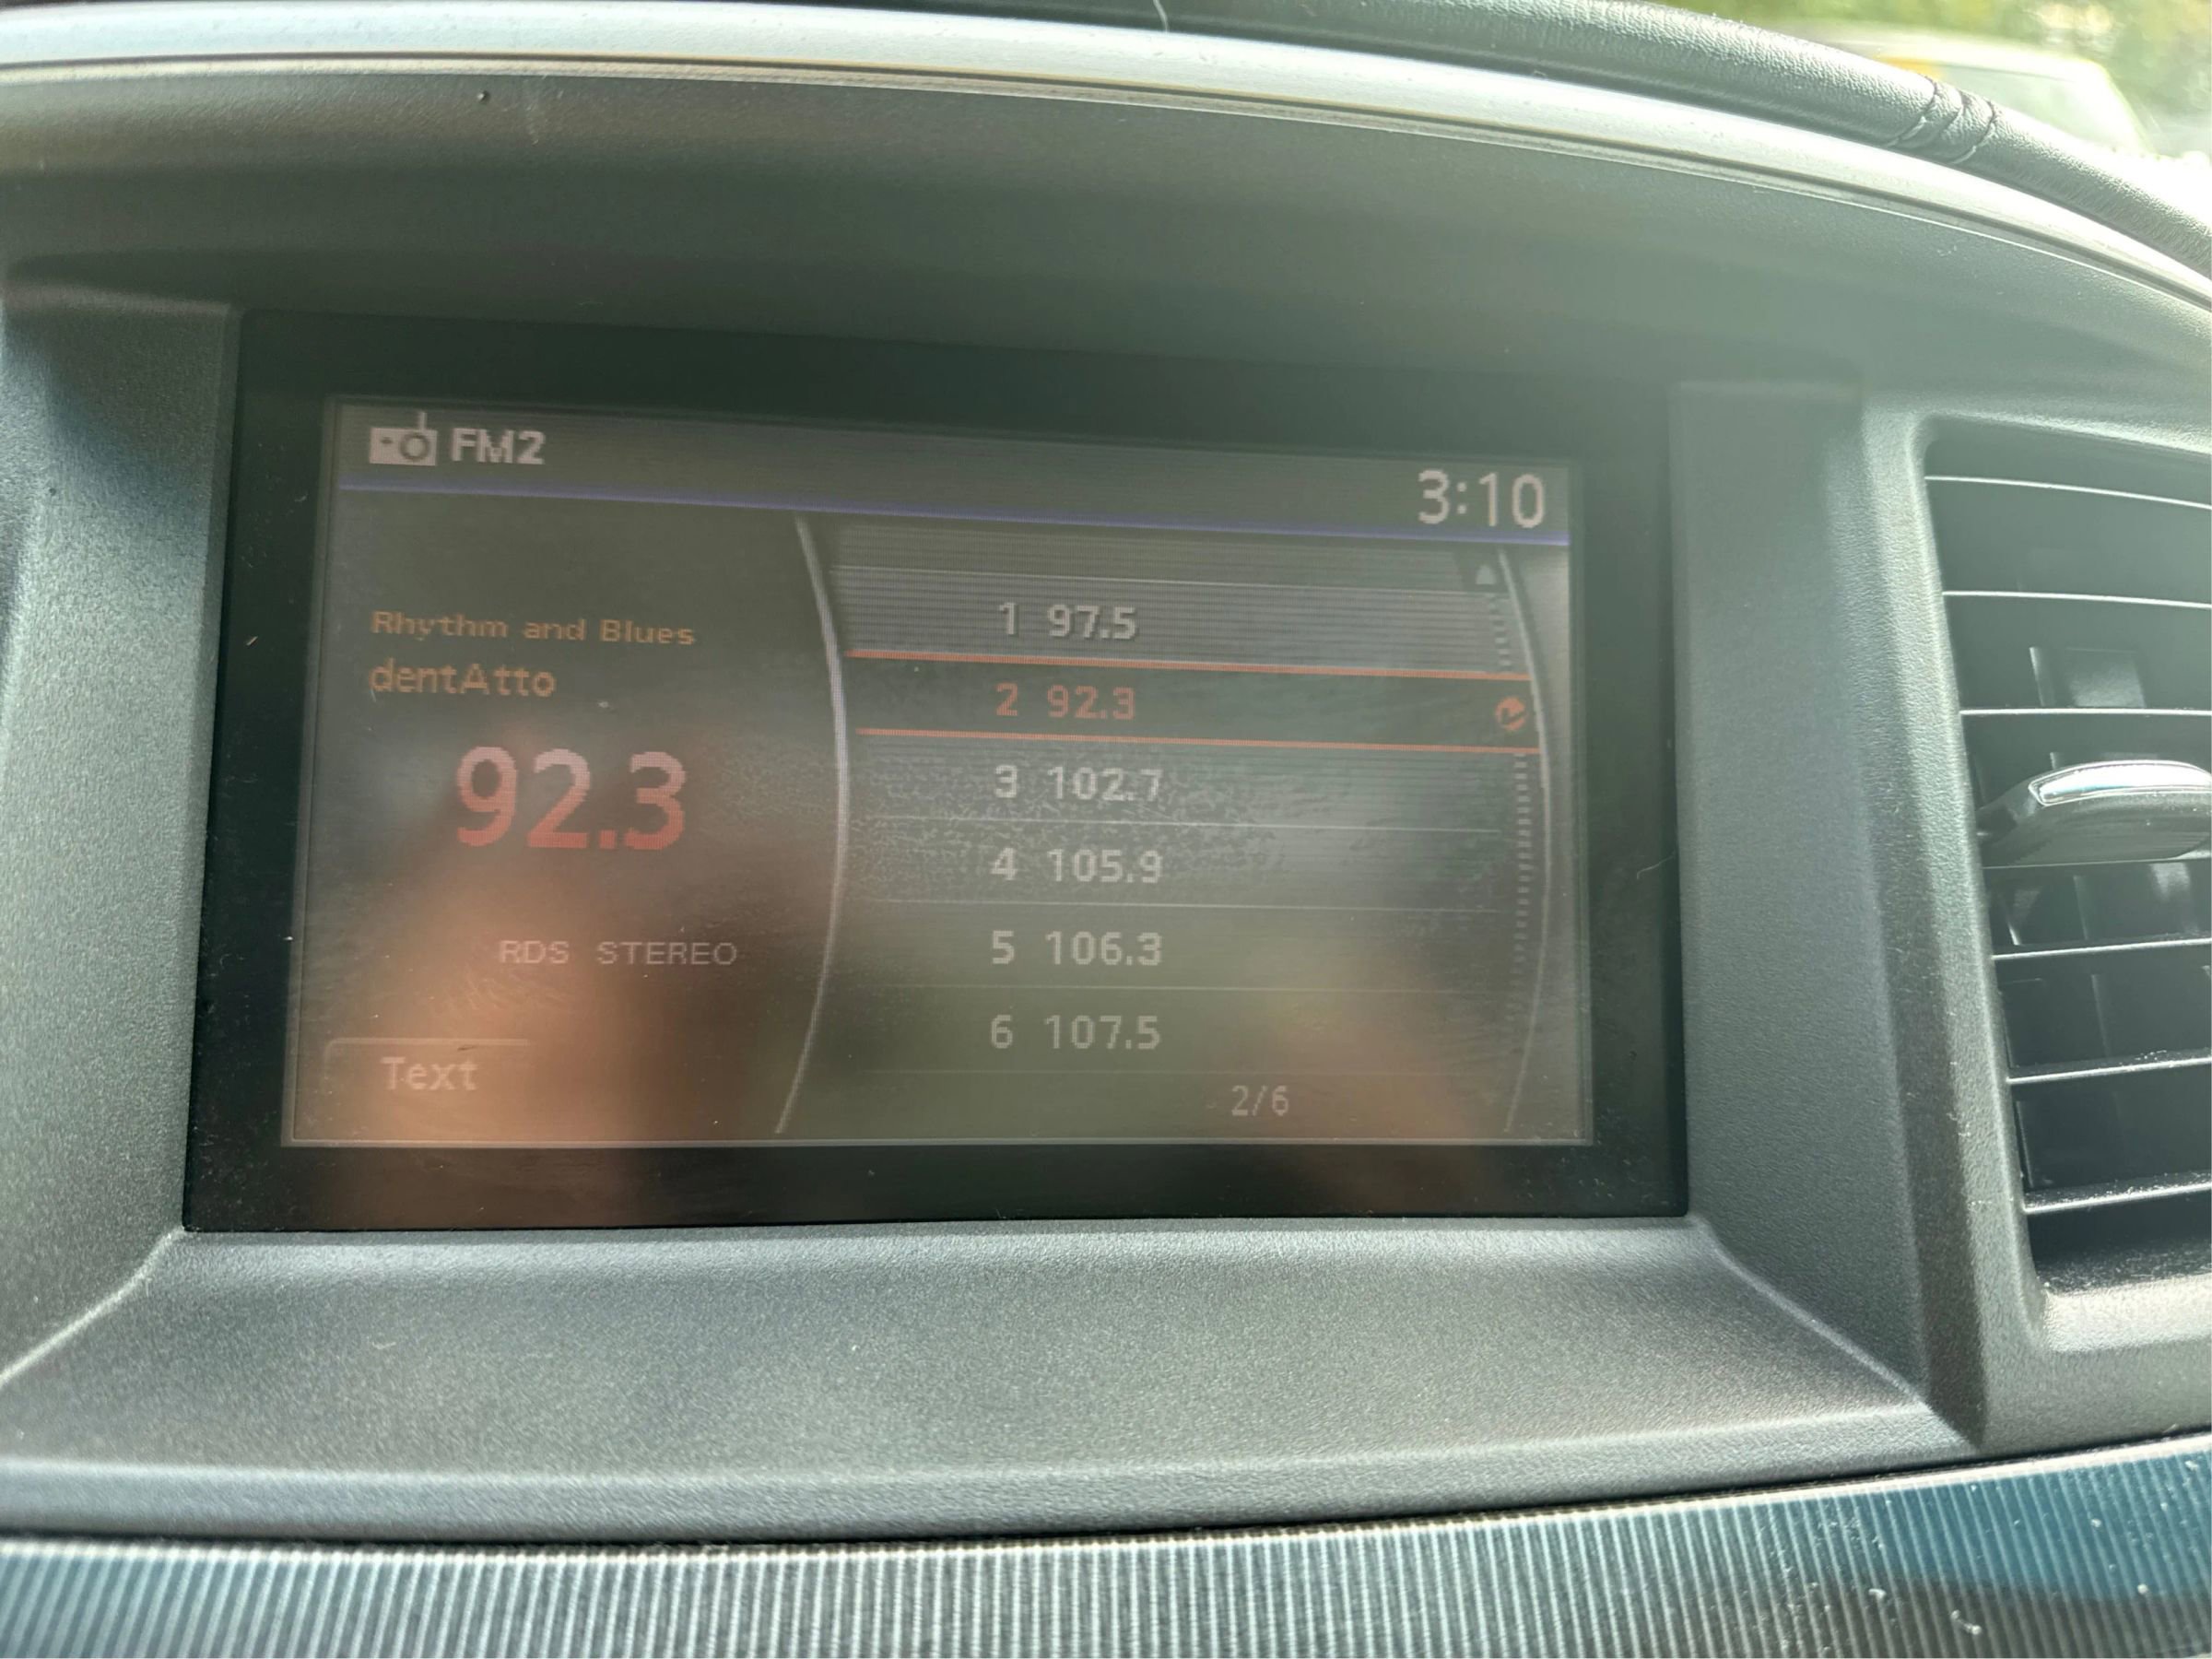 FM2
3:10
Rhythm and Blues
dentAtto
92.3
RDS STEREO
Text
1 97.5
2 92.3
3 102.7
4 105.9
5 106.3
6 107.5
2/6